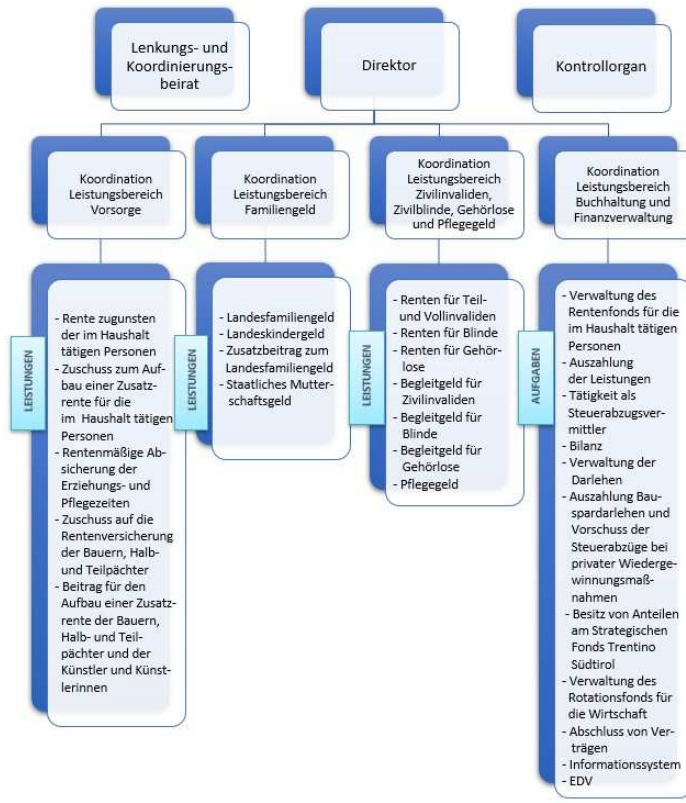 Lenkungs- und
Koordinierungs-
beirat
Direktor
Kontrollorgan
Koordination
Leistungsbereich
Vorsorge
Koordination
Leistungsbereich
Familiengeld
Koordination
Leistungsbereich
Zivilinvaliden,
Zivilblinde, Gehörlose
und Pflegegeld
Koordination
Leistungsbereich
Buchhaltung und
Finanzverwaltung
LEISTUNGEN
- Rente zugunsten
der im Haushalt
tätigen Personen
- Zuschuss zum Auf-
bau einer Zusatz-
rente für die
im Haushalt tätigen
Personen
- Rentenmäßige Ab-
sicherung der
Erziehungs- und
Pflegezeiten
- Zuschuss auf die
Rentenversicherung
der Bauern, Halb-
und Teilpächter
- Beitrag für den
Aufbau einer Zusatz-
rente der Bauern,
Halb- und Teil-
pächter und der
Künstler und Künst-
lerinnen
LEISTUNGEN
- Landesfamiliengeld
- Landeskindergeld
- Zusatzbeitrag zum
Landesfamiliengeld
- Staatliches Mutter-
schaftsgeld
LEISTUNGEN
- Renten für Teil-
und Vollinvaliden
- Renten für Blinde
- Renten für Gehör-
lose
- Begleitgeld für
Zivilinvaliden
- Begleitgeld für
Blinde
- Begleitgeld für
Gehörlose
- Pflegegeld
AUFGABEN
- Verwaltung des
Rentenfonds für die
im Haushalt tätigen
Personen
- Auszahlung
der Leistungen
- Tätigkeit als
Steuerabzugsver-
mittler
- Bilanz
- Verwaltung der
Darlehen
- Auszahlung Bau-
spardarlehen und
Vorschuss der
Steuerabzüge bei
privater Wiederge-
winnungsmaß-
nahmen
- Besitz von Anteilen
am Strategischen
Fonds Trentino
Südtirol
- Verwaltung des
Rotationsfonds für
die Wirtschaft
- Abschluss von Ver-
trägen
- Informationssystem
- EDV